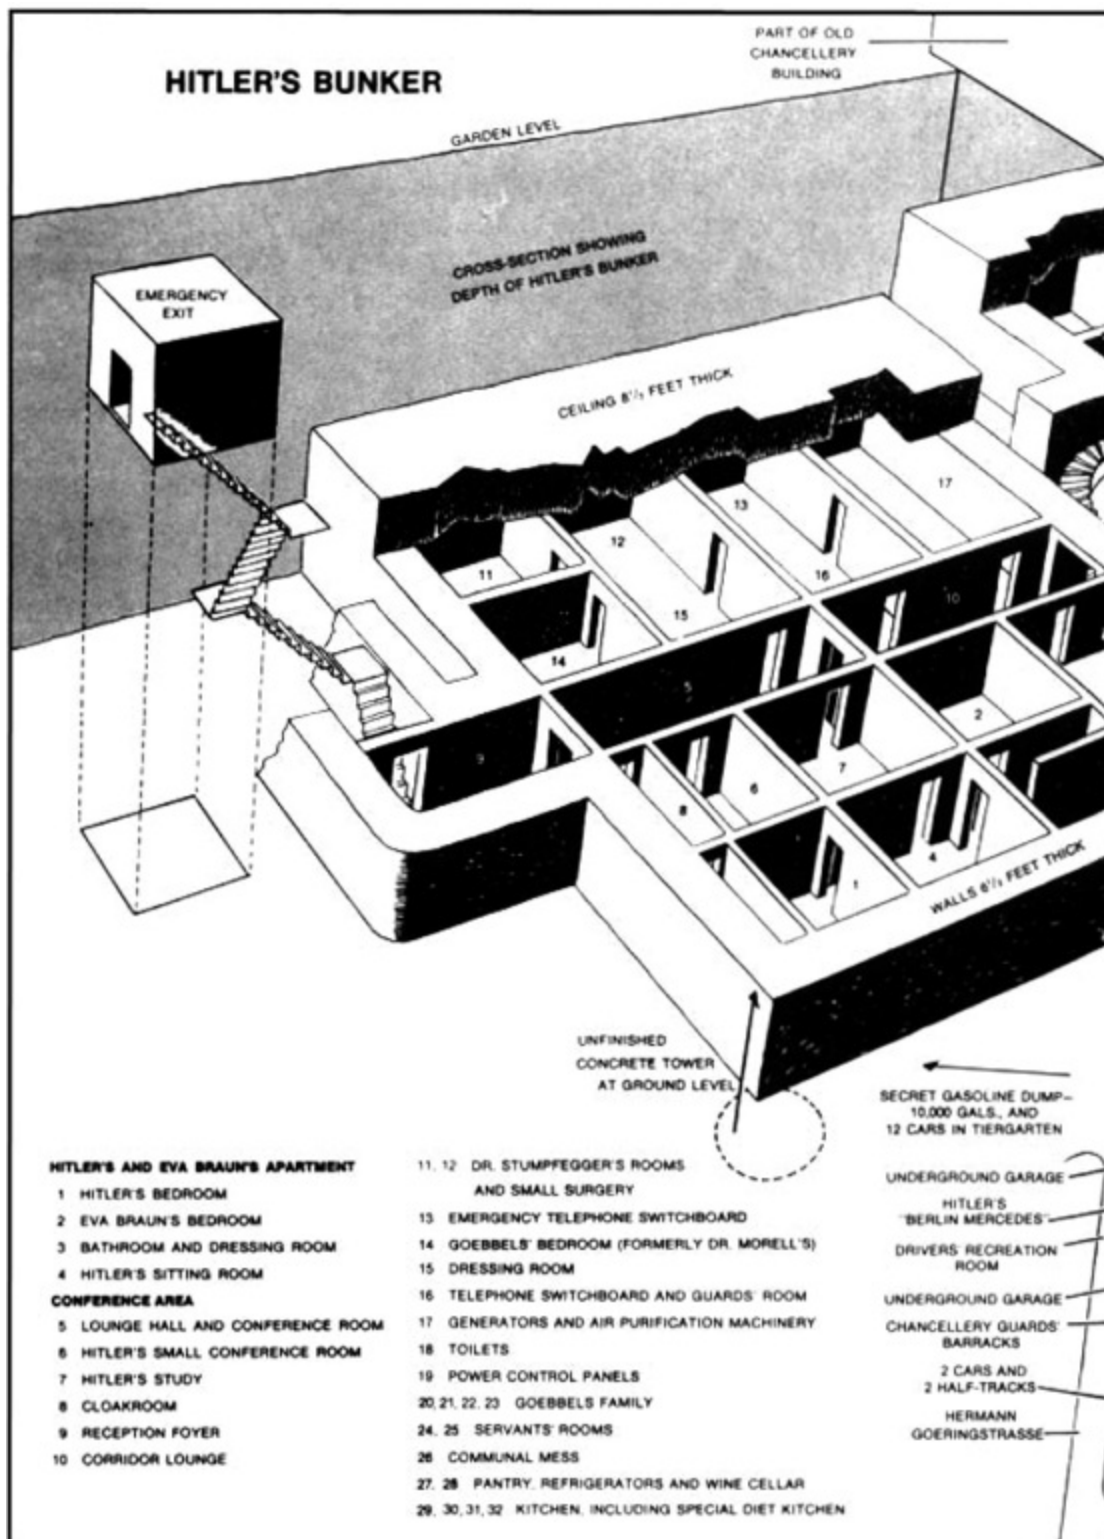 PART OF OLD
CHANCELLERY
BUILDING
HITLER'S BUNKER
GARDEN LEVEL
CROSS-SECTION SHOWING
DEPTH OF HITLER'S BUNKER
EMERGENCY
EXIT
CEILING 8 1/2 FEET THICK
17
13
12
11
16
10
15
14
5
2
9
7
6
8
4
1
WALLS 6 1/2 FEET THICK
UNFINISHED
CONCRETE TOWER
AT GROUND LEVEL
SECRET GASOLINE DUMP–
10,000 GALS., AND
12 CARS IN TIERGARTEN
HITLER'S AND EVA BRAUN'S APARTMENT
1 HITLER'S BEDROOM
2 EVA BRAUN'S BEDROOM
3 BATHROOM AND DRESSING ROOM
4 HITLER'S SITTING ROOM
CONFERENCE AREA
5 LOUNGE HALL AND CONFERENCE ROOM
6 HITLER'S SMALL CONFERENCE ROOM
7 HITLER'S STUDY
8 CLOAKROOM
9 RECEPTION FOYER
10 CORRIDOR LOUNGE
11, 12 DR. STUMPFEGGER'S ROOMS
AND SMALL SURGERY
13 EMERGENCY TELEPHONE SWITCHBOARD
14 GOEBBELS' BEDROOM (FORMERLY DR. MORELL'S)
15 DRESSING ROOM
16 TELEPHONE SWITCHBOARD AND GUARDS' ROOM
17 GENERATORS AND AIR PURIFICATION MACHINERY
18 TOILETS
19 POWER CONTROL PANELS
20, 21, 22, 23 GOEBBELS FAMILY
24, 25 SERVANTS' ROOMS
26 COMMUNAL MESS
27, 28 PANTRY, REFRIGERATORS AND WINE CELLAR
29, 30, 31, 32 KITCHEN, INCLUDING SPECIAL DIET KITCHEN
UNDERGROUND GARAGE
HITLER'S
"BERLIN MERCEDES"
DRIVERS' RECREATION
ROOM
UNDERGROUND GARAGE
CHANCELLERY GUARDS'
BARRACKS
2 CARS AND
2 HALF-TRACKS
HERMANN
GOERINGSTRASSE